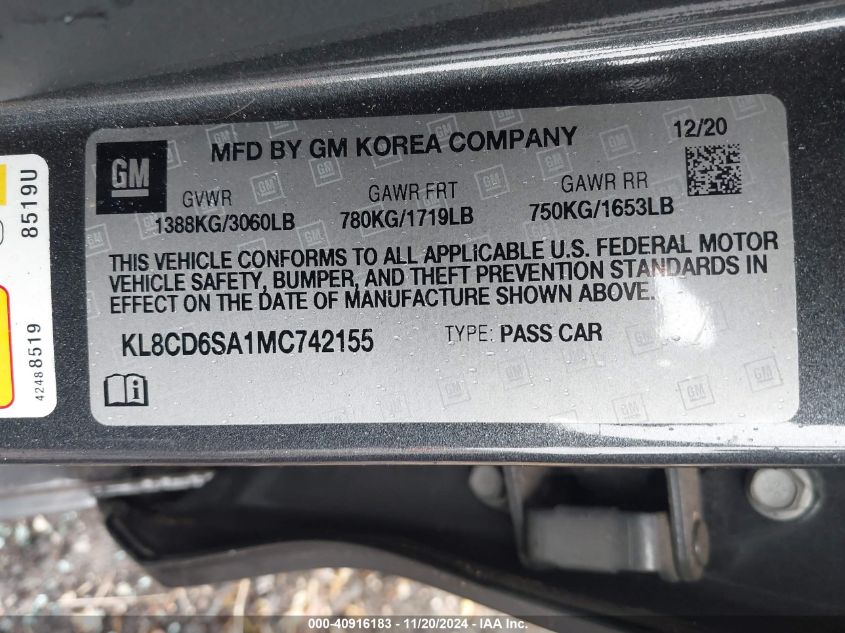 MFD BY GM KOREA COMPANY
12/20
GM
GVWR
1388KG/3060LB
GAWR FRT
780KG/1719LB
GAWR RR
750KG/1653LB
THIS VEHICLE CONFORMS TO ALL APPLICABLE U.S. FEDERAL MOTOR
VEHICLE SAFETY, BUMPER, AND THEFT PREVENTION STANDARDS IN
EFFECT ON THE DATE OF MANUFACTURE SHOWN ABOVE.
KL8CD6SA1MC742155
TYPE: PASS CAR
8519U
42488519
000-40916183 - 11/20/2024 - IAA Inc.